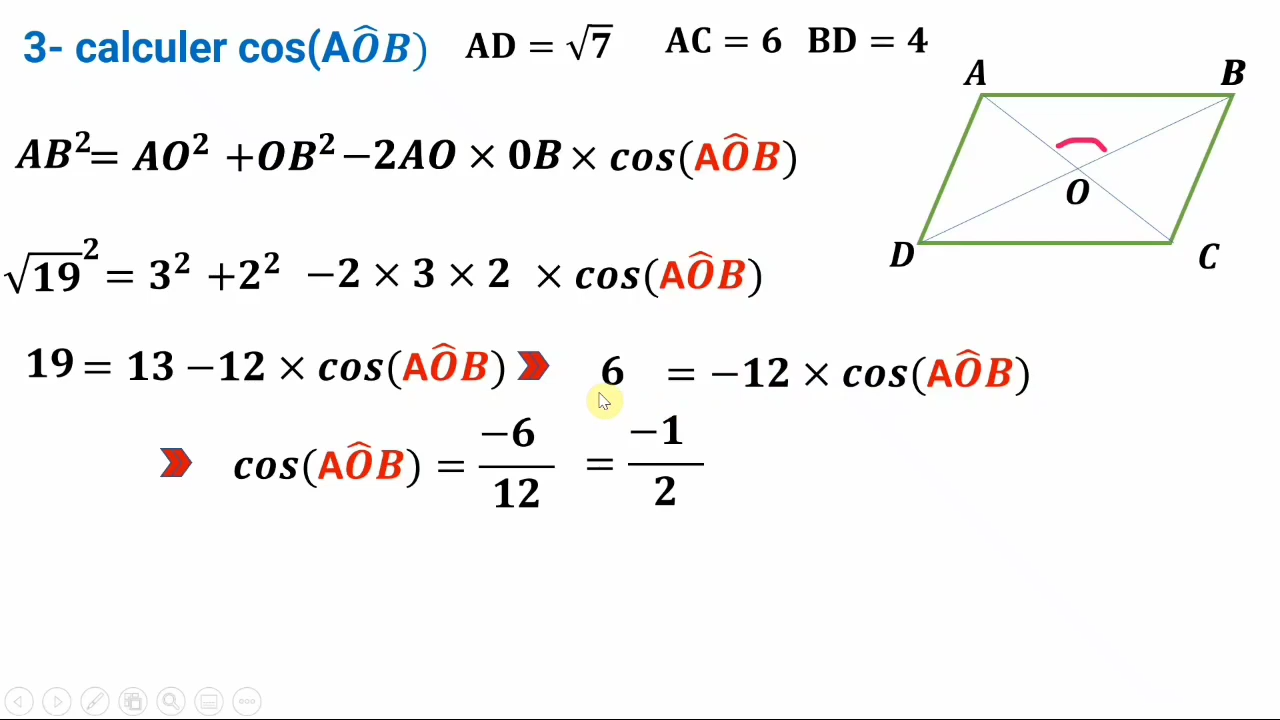 3- calculer cos(AÔB) AD = √7 AC = 6 BD = 4
A B
AB² = AO² + OB² − 2AO × 0B × cos(AÔB)
O
D C
√19² = 3² + 2² − 2 × 3 × 2 × cos(AÔB)
19 = 13 − 12 × cos(AÔB) 6 = −12 × cos(AÔB)
cos(AÔB) = −6/12 = −1/2